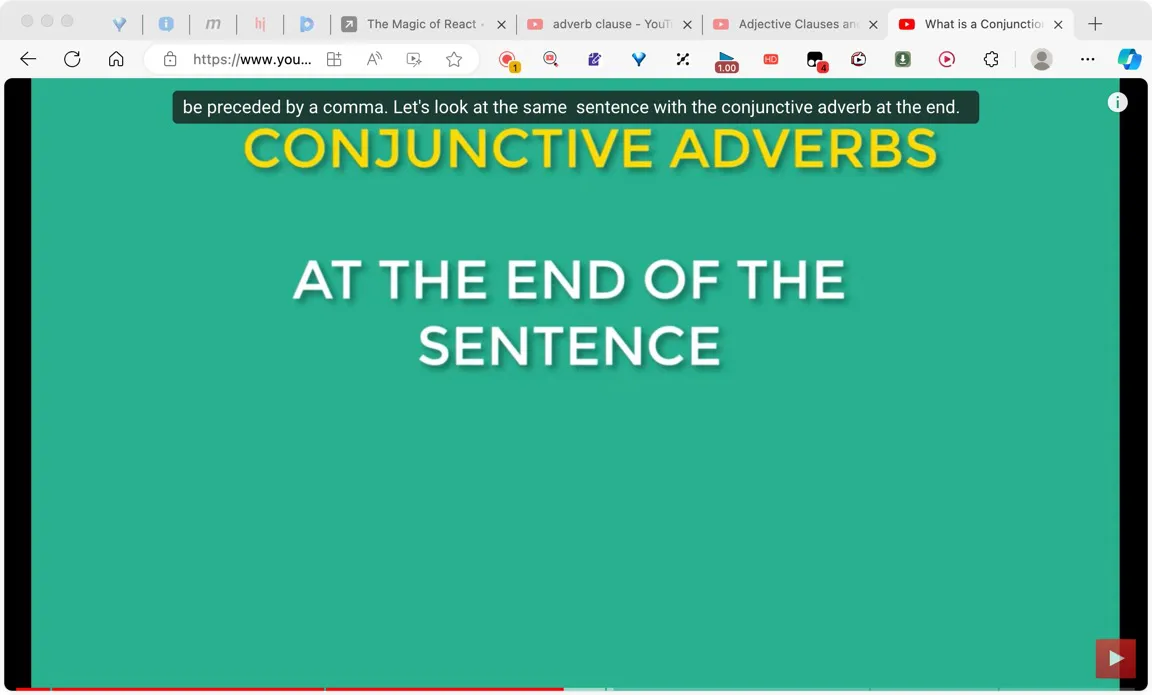 m
hj
The Magic of React
adverb clause - YouT
Adjective Clauses an
What is a Conjunctio
https://www.you...
A
1
1.00
HD
4
be preceded by a comma. Let's look at the same sentence with the conjunctive adverb at the end.
i
CONJUNCTIVE ADVERBS
AT THE END OF THE
SENTENCE